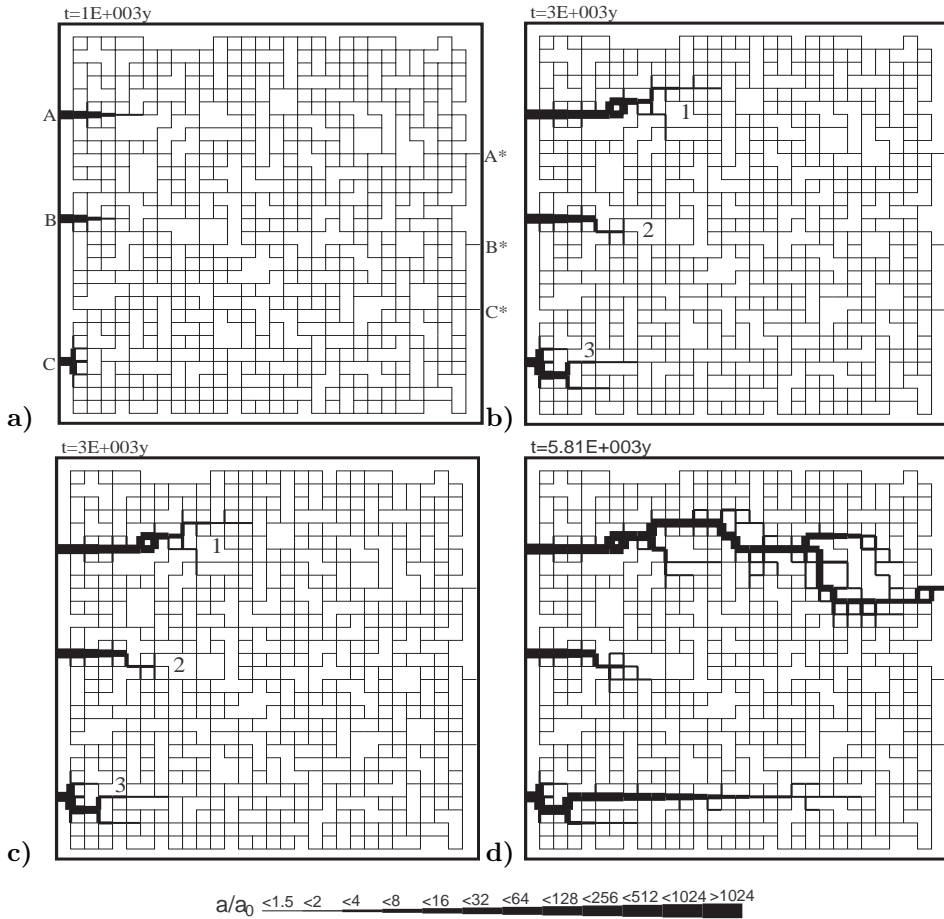 t=1E+003y
t=3E+003y
A
A*
B
B*
C*
C
1
2
3
a)
b)
t=3E+003y
t=5.81E+003y
1
2
3
c)
d)
a/a0 <1.5 <2 <4 <8 <16 <32 <64 <128 <256 <512 <1024 >1024